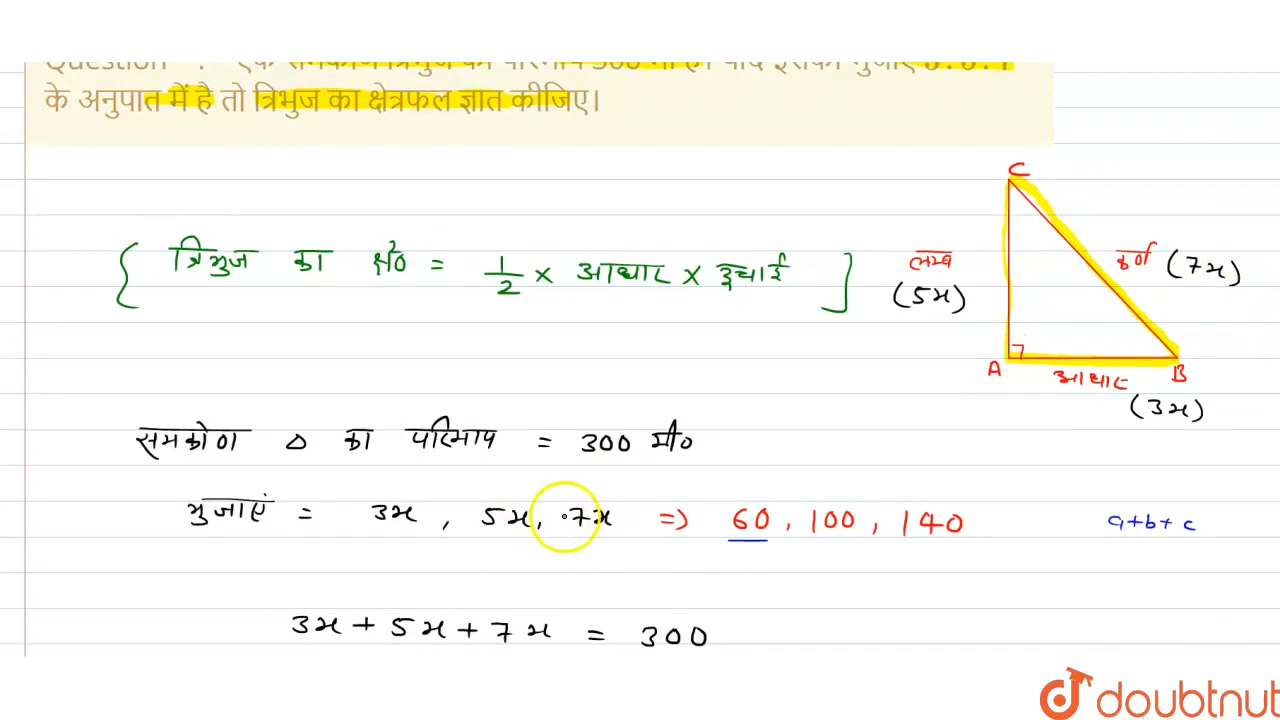 के अनुपात में है तो त्रिभुज का क्षेत्रफल ज्ञात कीजिए।
C
{ त्रिभुज का क्षे० = 1/2 × आधार × ऊंचाई ]
लम्ब
(5x)
कर्ण (7x)
A
आधार
B
(3x)
समकोण △ का परिमाप = 300 मी०
भुजाएं = 3x , 5x, 7x => 60 , 100 , 140
a+b+c
3x + 5x + 7x = 300
doubtnut